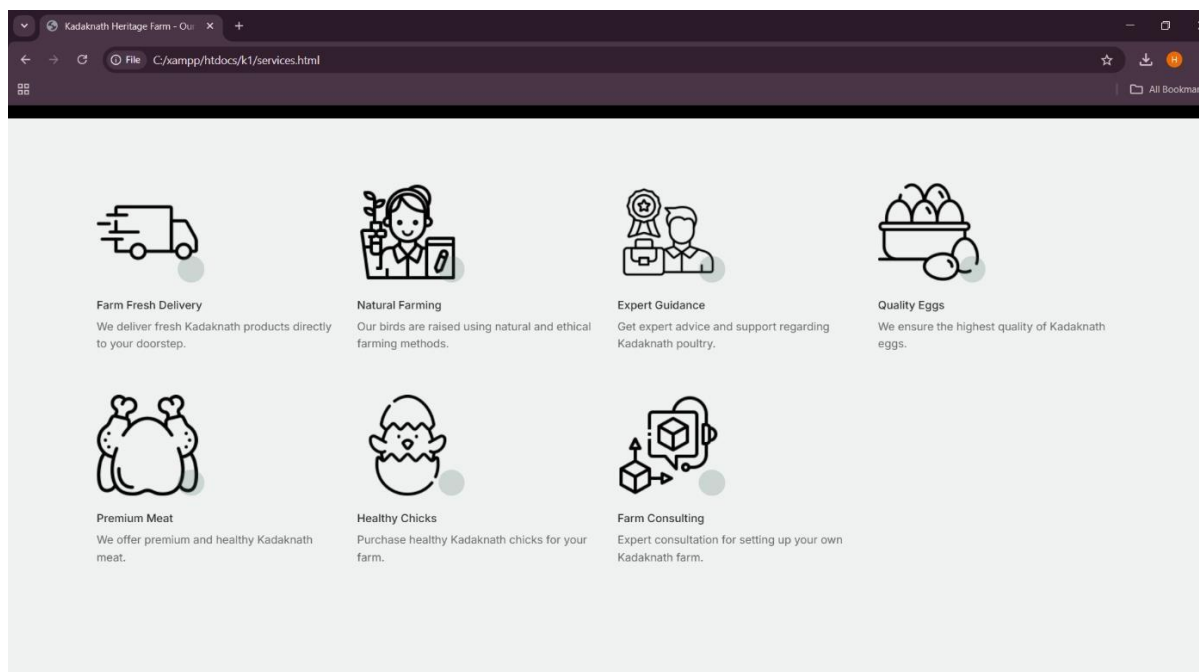 Kadaknath Heritage Farm - Ou
File C:/xampp/htdocs/k1/services.html
H
All Bookmar
Farm Fresh Delivery
We deliver fresh Kadaknath products directly
to your doorstep.
Natural Farming
Our birds are raised using natural and ethical
farming methods.
Expert Guidance
Get expert advice and support regarding
Kadaknath poultry.
Quality Eggs
We ensure the highest quality of Kadaknath
eggs.
Premium Meat
We offer premium and healthy Kadaknath
meat.
Healthy Chicks
Purchase healthy Kadaknath chicks for your
farm.
Farm Consulting
Expert consultation for setting up your own
Kadaknath farm.